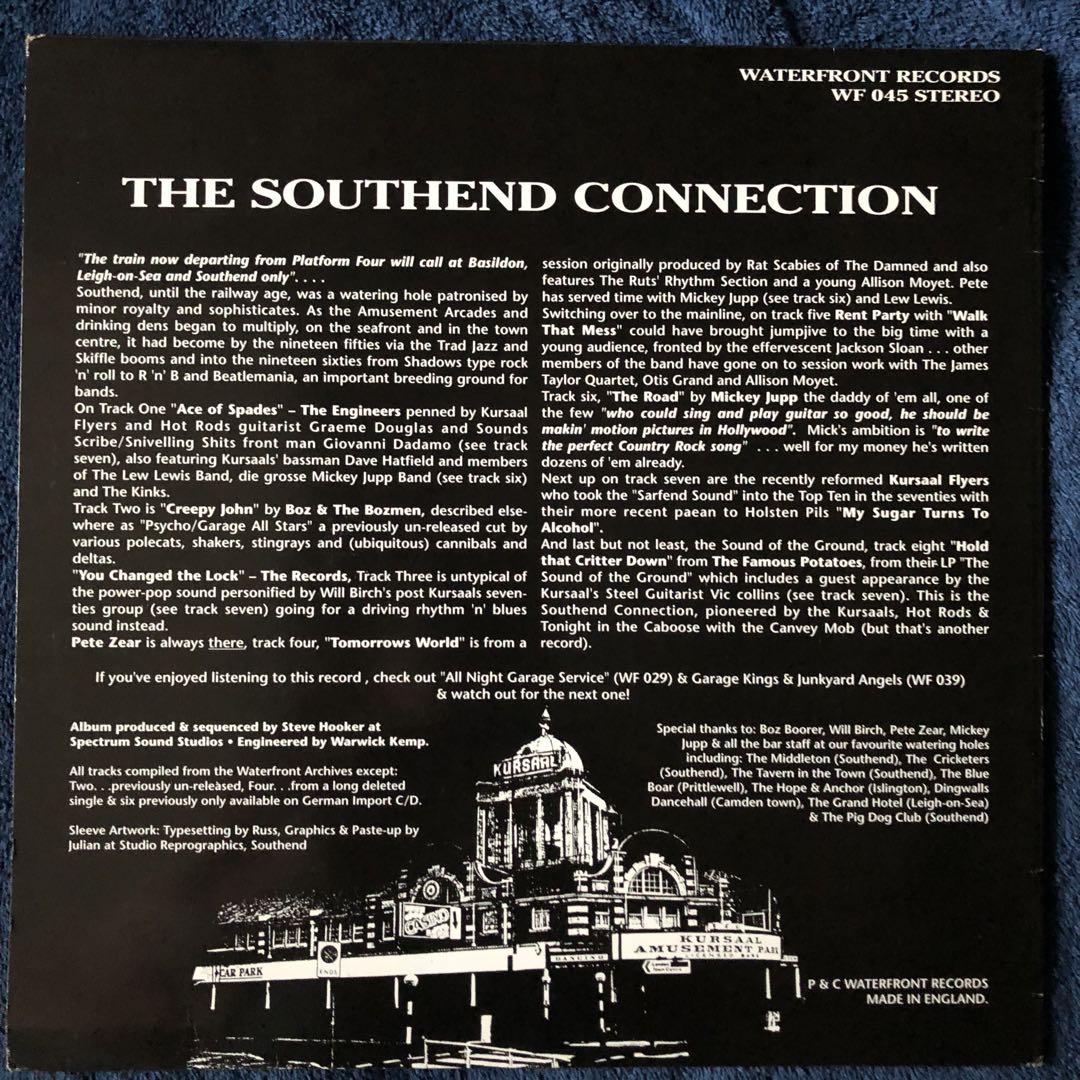 WATERFRONT RECORDS
WF 045 STEREO
THE SOUTHEND CONNECTION
"The train now departing from Platform Four will call at Basildon,
Leigh-on-Sea and Southend only". . . .
Southend, until the railway age, was a watering hole patronised by
minor royalty and sophisticates. As the Amusement Arcades and
drinking dens began to multiply, on the seafront and in the town
centre, it had become by the nineteen fifties via the Trad Jazz and
Skiffle booms and into the nineteen sixties from Shadows type rock
'n' roll to R 'n' B and Beatlemania, an important breeding ground for
bands.
On Track One "Ace of Spades" – The Engineers penned by Kursaal
Flyers and Hot Rods guitarist Graeme Douglas and Sounds
Scribe/Snivelling Shits front man Giovanni Dadamo (see track
seven), also featuring Kursaals' bassman Dave Hatfield and members
of The Lew Lewis Band, die grosse Mickey Jupp Band (see track six)
and The Kinks.
Track Two is "Creepy John" by Boz & The Bozmen, described else-
where as "Psycho/Garage All Stars" a previously un-released cut by
various polecats, shakers, stingrays and (ubiquitous) cannibals and
deltas.
"You Changed the Lock" – The Records, Track Three is untypical of
the power-pop sound personified by Will Birch's post Kursaals seven-
ties group (see track seven) going for a driving rhythm 'n' blues
sound instead.
Pete Zear is always there, track four, "Tomorrows World" is from a
session originally produced by Rat Scabies of The Damned and also
features The Ruts' Rhythm Section and a young Allison Moyet. Pete
has served time with Mickey Jupp (see track six) and Lew Lewis.
Switching over to the mainline, on track five Rent Party with "Walk
That Mess" could have brought jumpjive to the big time with a
young audience, fronted by the effervescent Jackson Sloan . . . other
members of the band have gone on to session work with The James
Taylor Quartet, Otis Grand and Allison Moyet.
Track six, "The Road" by Mickey Jupp the daddy of 'em all, one of
the few "who could sing and play guitar so good, he should be
makin' motion pictures in Hollywood". Mick's ambition is "to write
the perfect Country Rock song" . . . well for my money he's written
dozens of 'em already.
Next up on track seven are the recently reformed Kursaal Flyers
who took the "Sarfend Sound" into the Top Ten in the seventies with
their more recent paean to Holsten Pils "My Sugar Turns To
Alcohol".
And last but not least, the Sound of the Ground, track eight "Hold
that Critter Down" from The Famous Potatoes, from their LP "The
Sound of the Ground" which includes a guest appearance by the
Kursaal's Steel Guitarist Vic collins (see track seven). This is the
Southend Connection, pioneered by the Kursaals, Hot Rods &
Tonight in the Caboose with the Canvey Mob (but that's another
record).
If you've enjoyed listening to this record , check out "All Night Garage Service" (WF 029) & Garage Kings & Junkyard Angels (WF 039)
& watch out for the next one!
Album produced & sequenced by Steve Hooker at
Spectrum Sound Studios • Engineered by Warwick Kemp.
All tracks compiled from the Waterfront Archives except:
Two. . .previously un-released, Four. . .from a long deleted
single & six previously only available on German Import C/D.
Sleeve Artwork: Typesetting by Russ, Graphics & Paste-up by
Julian at Studio Reprographics, Southend
Special thanks to: Boz Boorer, Will Birch, Pete Zear, Mickey
Jupp & all the bar staff at our favourite watering holes
including: The Middleton (Southend), The Cricketers
(Southend), The Tavern in the Town (Southend), The Blue
Boar (Prittlewell), The Hope & Anchor (Islington), Dingwalls
Dancehall (Camden town), The Grand Hotel (Leigh-on-Sea)
& The Pig Dog Club (Southend)
KURSAAL
CASINO
CAR PARK
ENDS
DANCING
KURSAAL
AMUSEMENT PARK
LICENSED BARS
P & C WATERFRONT RECORDS
MADE IN ENGLAND.